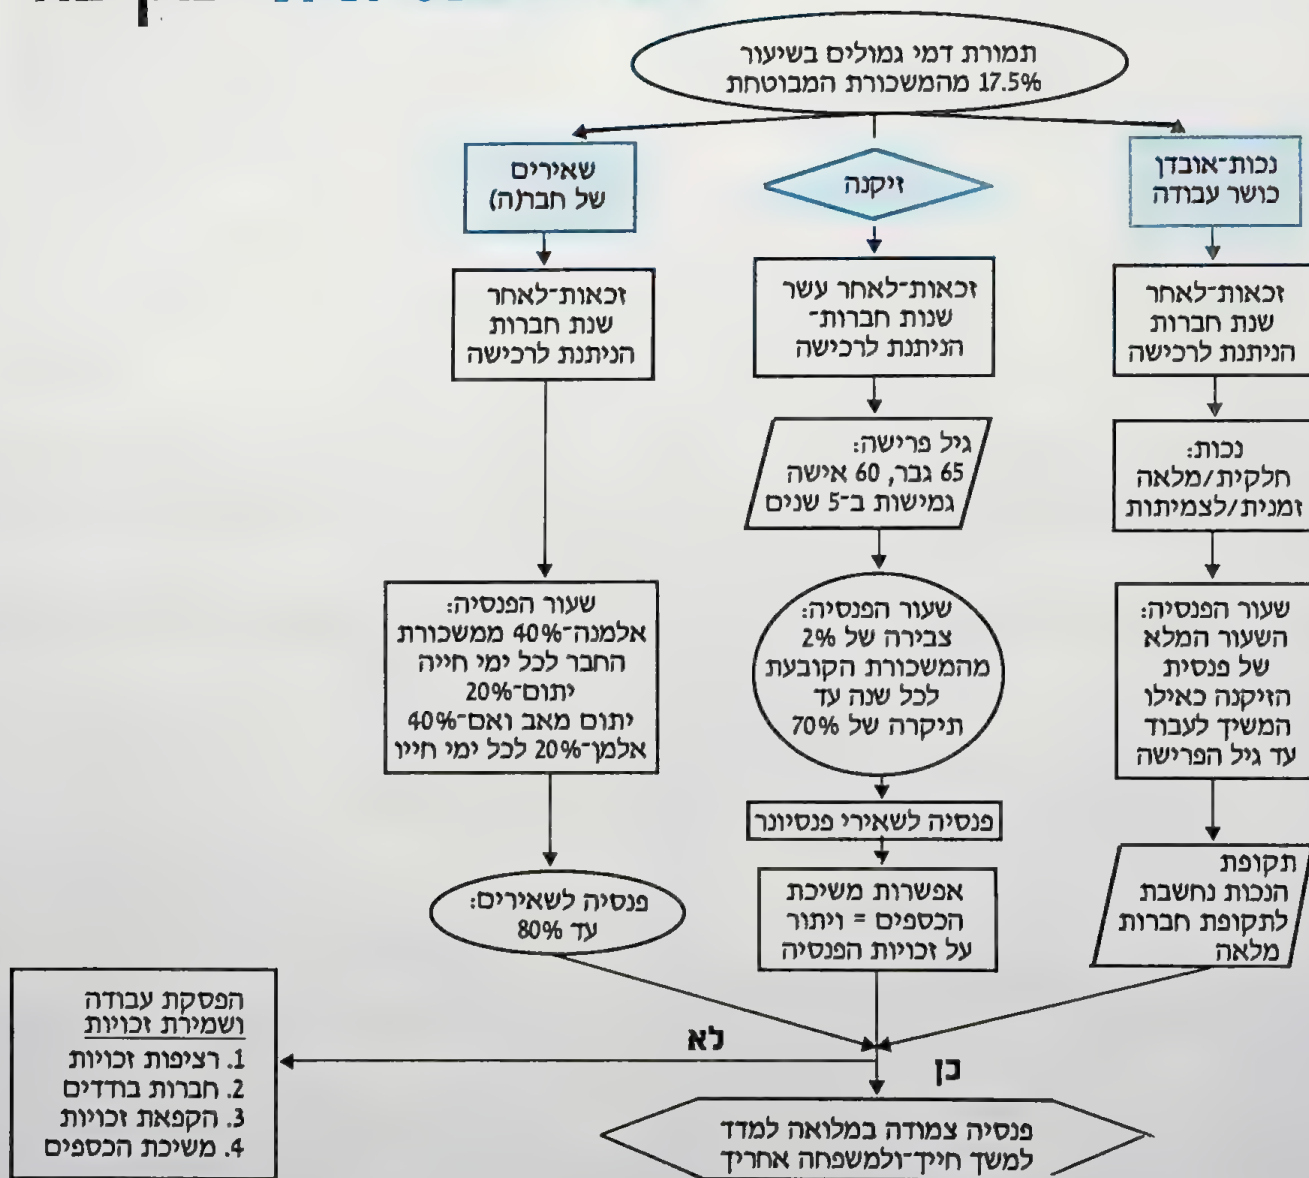 תמורת דמי גמולים בשיעור
17.5% מהמשכורת המבוטחת
נכות-אובדן
כושר עבודה
זכאות-לאחר
שנת חברות
הניתנת לרכישה
נכות:
חלקית/מלאה
זמנית/לצמיתות
שעור הפנסיה:
השעור המלא
של פנסית
הזיקנה כאילו
המשיך לעבוד
עד גיל הפרישה
תקופת
הנכות נחשבת
לתקופת חברות
מלאה
זיקנה
זכאות-לאחר עשר
שנות חברות-
הניתנת לרכישה
גיל פרישה:
65 גבר, 60 אישה
גמישות ב-5 שנים
שעור הפנסיה:
צבירה של 2%
מהמשכורת הקובעת
לכל שנה עד
תיקרה של 70%
פנסיה לשאירי פנסיונר
אפשרות משיכת
הכספים = ויתור
על זכויות הפנסיה
שאירים
של חבר(ה)
זכאות-לאחר
שנת חברות
הניתנת לרכישה
שעור הפנסיה:
אלמנה-40% ממשכורת
החבר לכל ימי חייה
יתום-20%
יתום מאב ואם-40%
אלמן-20% לכל ימי חייו
פנסיה לשאירים:
עד 80%
לא
כן
הפסקת עבודה
ושמירת זכויות
1. רציפות זכויות
2. חברות בודדים
3. הקפאת זכויות
4. משיכת הכספים
פנסיה צמודה במלואה למדד
למשך חייך-ולמשפחה אחריך